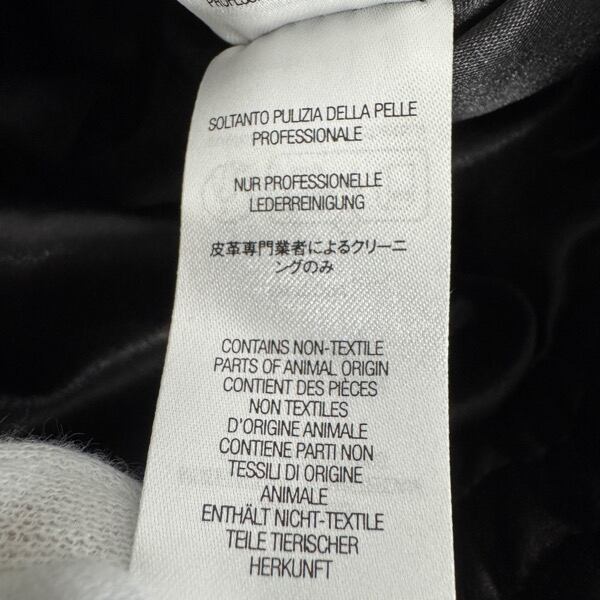 SOLTANTO PULIZIA DELLA PELLE
PROFESSIONALE
NUR PROFESSIONELLE
LEDERREINIGUNG
皮革専門業者によるクリーニ
ングのみ
CONTAINS NON-TEXTILE
PARTS OF ANIMAL ORIGIN
CONTIENT DES PIÈCES
NON TEXTILES
D'ORIGINE ANIMALE
CONTIENE PARTI NON
TESSILI DI ORIGINE
ANIMALE
ENTHÄLT NICHT-TEXTILE
TEILE TIERISCHER
HERKUNFT